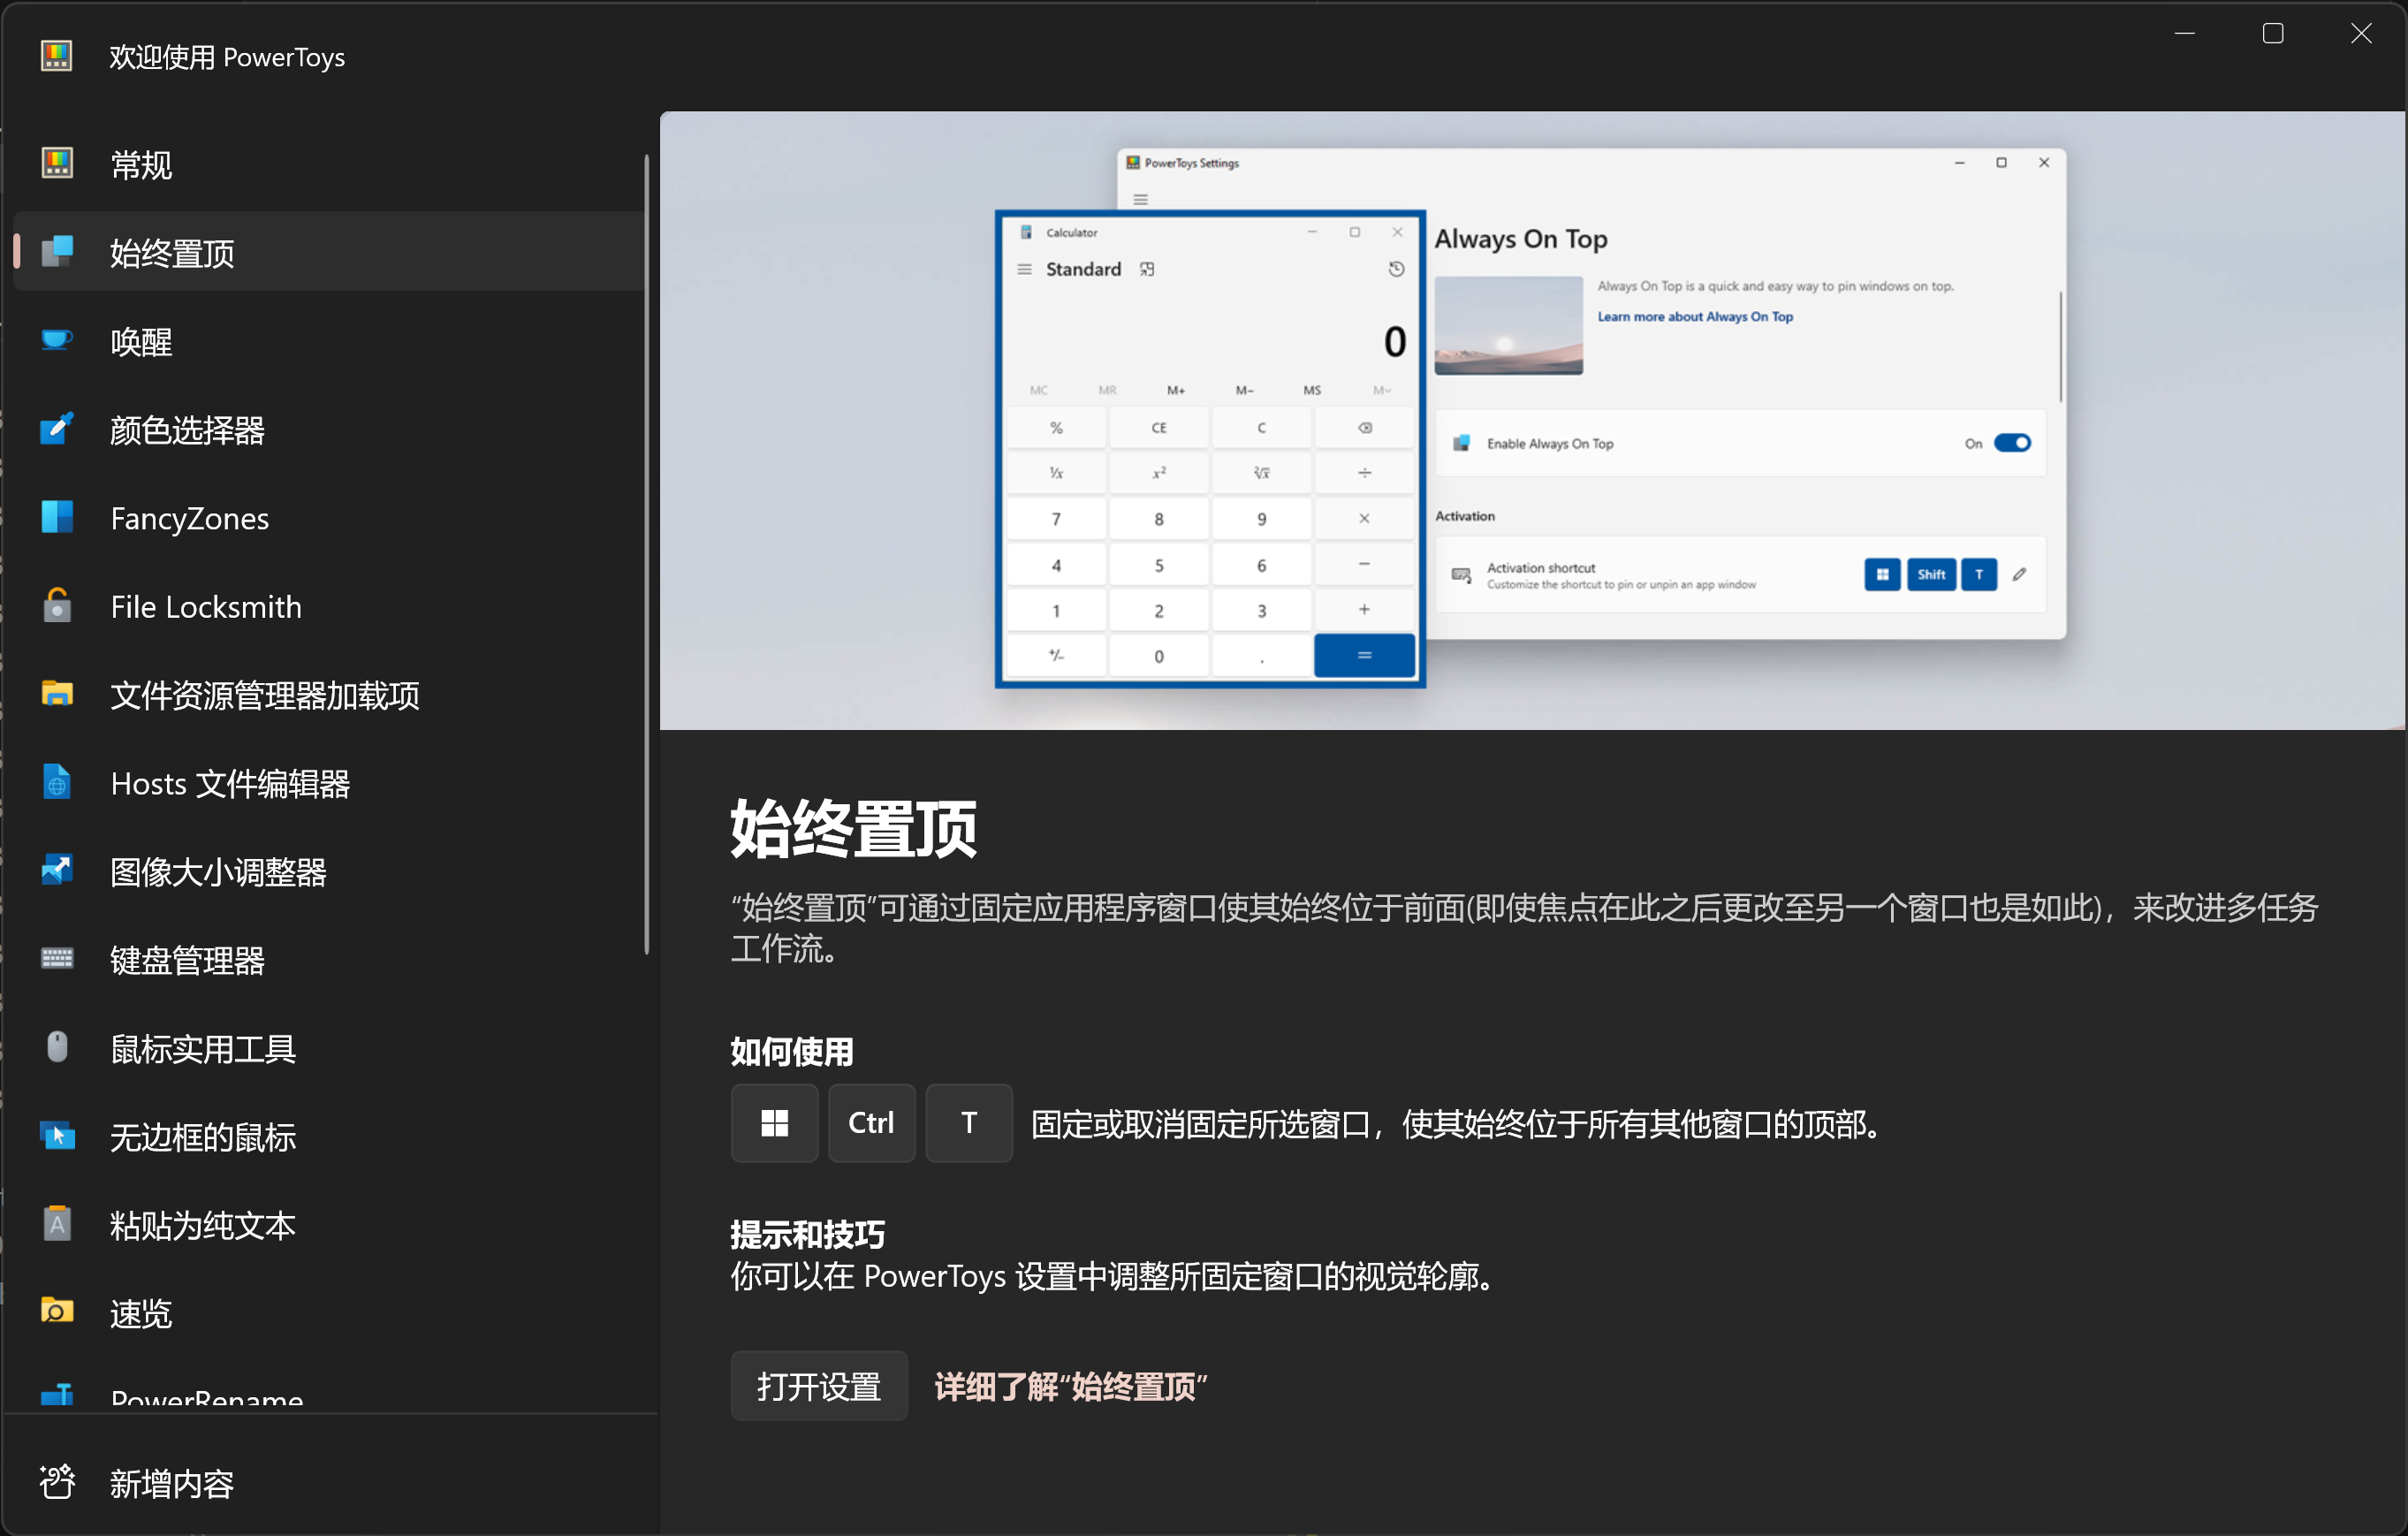 欢迎使用 PowerToys
常规
始终置顶
唤醒
颜色选择器
FancyZones
File Locksmith
文件资源管理器加载项
Hosts 文件编辑器
图像大小调整器
键盘管理器
鼠标实用工具
无边框的鼠标
粘贴为纯文本
速览
PowerRename
新增内容
PowerToys Settings
Always On Top
Always On Top is a quick and easy way to pin windows on top.
Learn more about Always On Top
Enable Always On Top
On
Activation
Activation shortcut
Customize the shortcut to pin or unpin an app window
Shift T
Calculator
Standard
0
MC MR M+ M− MS M˅
% CE C
⅟x x² ²√x ÷
7 8 9 ×
4 5 6 −
1 2 3 +
+/− 0 . =
始终置顶
“始终置顶”可通过固定应用程序窗口使其始终位于前面(即使焦点在此之后更改至另一个窗口也是如此)，来改进多任务
工作流。
如何使用
Ctrl T 固定或取消固定所选窗口，使其始终位于所有其他窗口的顶部。
提示和技巧
你可以在 PowerToys 设置中调整所固定窗口的视觉轮廓。
打开设置 详细了解“始终置顶”